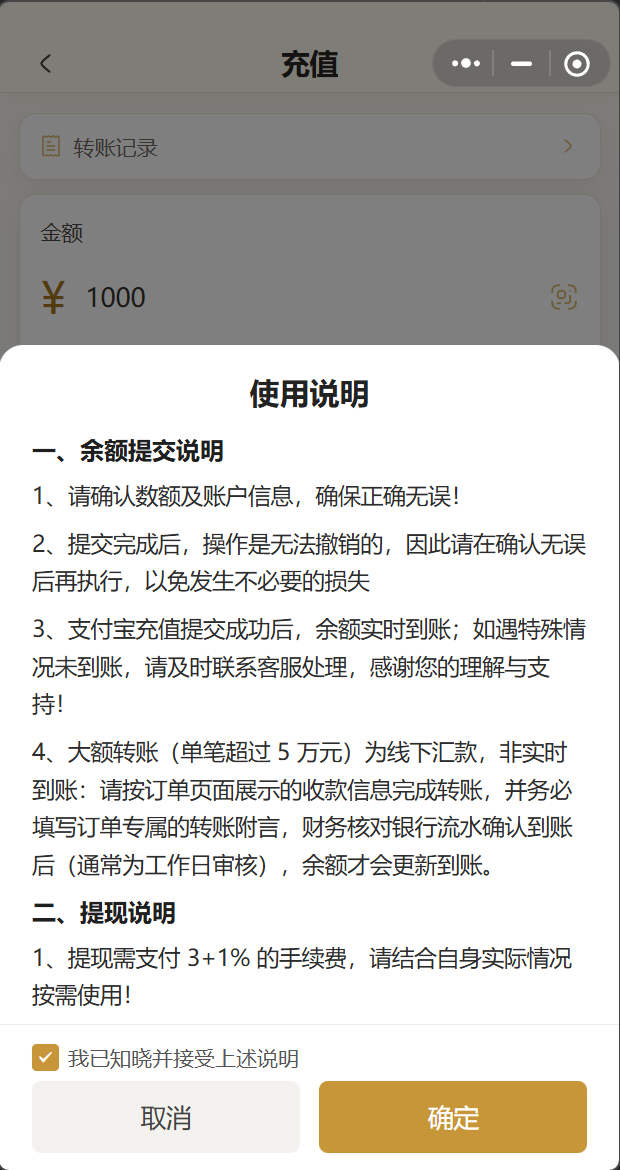 充值
转账记录
金额
¥ 1000
使用说明
一、余额提交说明
1、请确认数额及账户信息，确保正确无误！
2、提交完成后，操作是无法撤销的，因此请在确认无误
后再执行，以免发生不必要的损失
3、支付宝充值提交成功后，余额实时到账；如遇特殊情
况未到账，请及时联系客服处理，感谢您的理解与支
持！
4、大额转账（单笔超过 5 万元）为线下汇款，非实时
到账：请按订单页面展示的收款信息完成转账，并务必
填写订单专属的转账附言，财务核对银行流水确认到账
后（通常为工作日审核），余额才会更新到账。
二、提现说明
1、提现需支付 3+1% 的手续费，请结合自身实际情况
按需使用！
我已知晓并接受上述说明
取消
确定